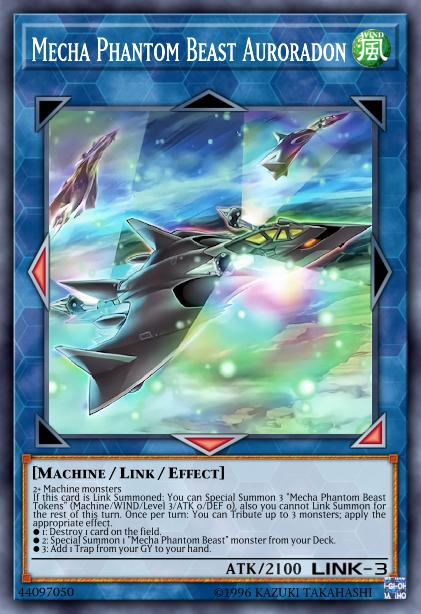 MECHA PHANTOM BEAST AURORADON
WIND
風
[MACHINE / LINK / EFFECT]
2+ Machine monsters
If this card is Link Summoned: You can Special Summon 3 "Mecha Phantom Beast
Tokens" (Machine/WIND/Level 3/ATK 0/DEF 0), also you cannot Link Summon for
the rest of this turn. Once per turn: You can Tribute up to 3 monsters; apply the
appropriate effect.
●1: Destroy 1 card on the field.
●2: Special Summon 1 "Mecha Phantom Beast" monster from your Deck.
●3: Add 1 Trap from your GY to your hand.
ATK/2100 LINK-3
44097050
©1996 KAZUKI TAKAHASHI